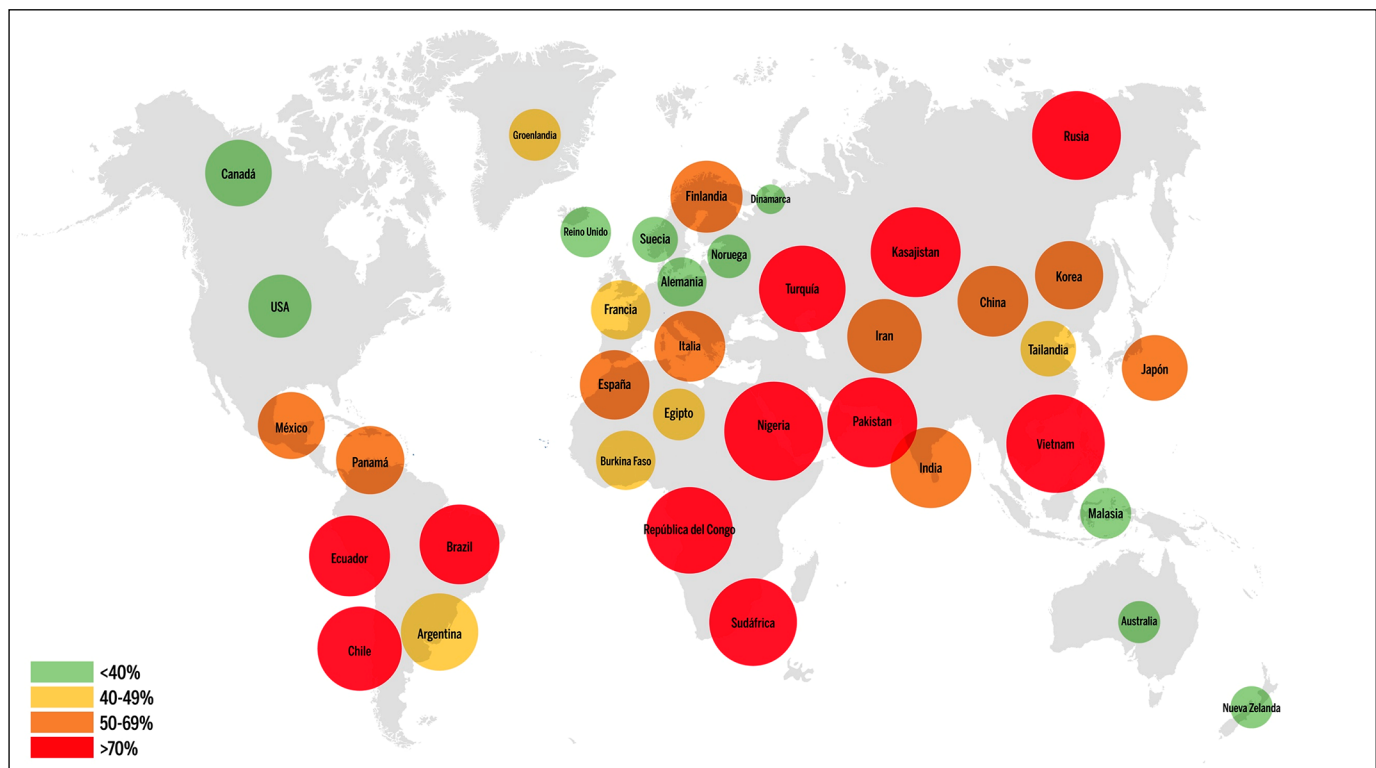 Groenlandia
Rusia
Canadá
Finlandia
Dinamarca
Reino Unido
Suecia
Noruega
Kasajistan
Alemania
Turquía
Korea
China
USA
Francia
Iran
Italia
Tailandia
Japón
España
Egipto
México
Nigeria
Pakistan
Vietnam
Panamá
Burkina Faso
India
Malasia
República del Congo
Brazil
Ecuador
Sudáfrica
Australia
Argentina
Chile
Nueva Zelanda
<40%
40-49%
50-69%
>70%